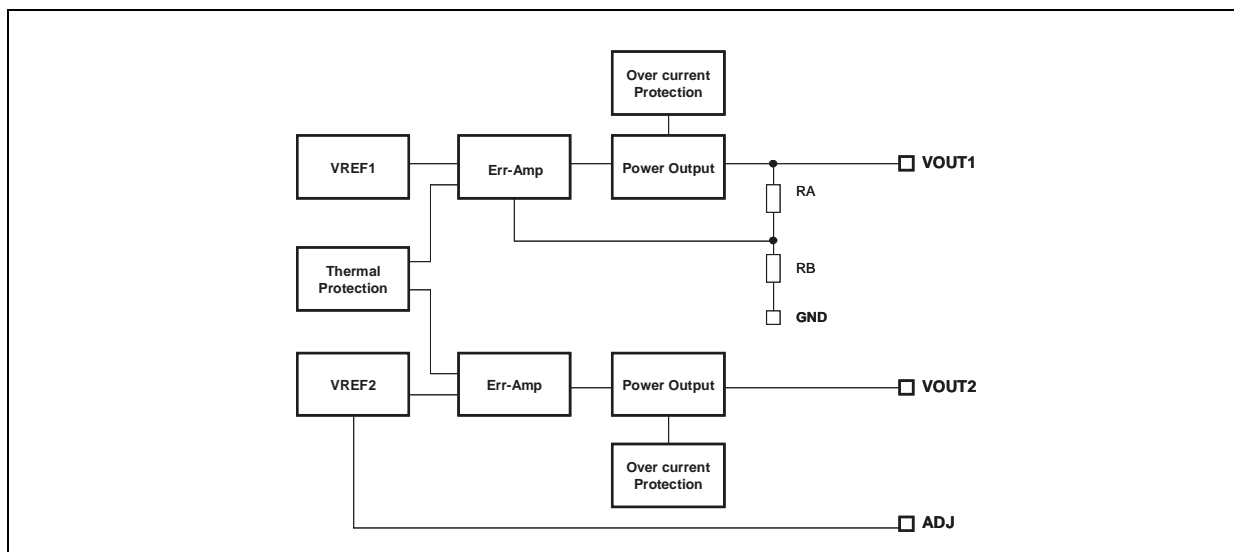 Over current
Protection
VREF1
Err-Amp
Power Output
VOUT1
RA
Thermal
Protection
RB
GND
VREF2
Err-Amp
Power Output
VOUT2
Over current
Protection
ADJ